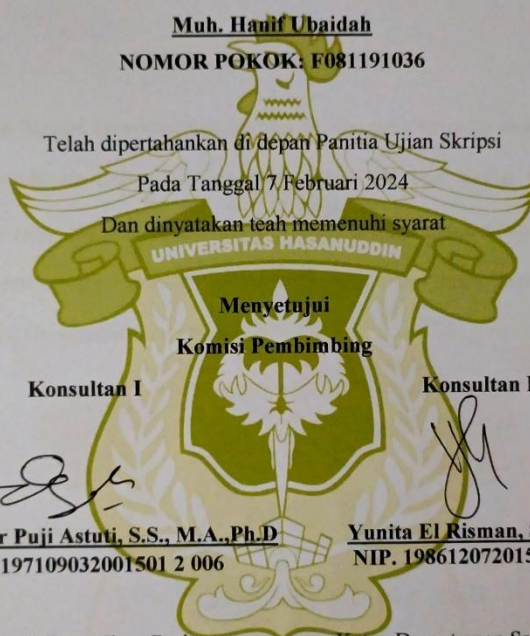 Muh. Hanif Ubaidah
NOMOR POKOK: F081191036
Telah dipertahankan di depan Panitia Ujian Skripsi
Pada Tanggal 7 Februari 2024
Dan dinyatakan teah memenuhi syarat
UNIVERSITAS HASANUDDIN
Menyetujui
Komisi Pembimbing
Konsultan I Konsultan
Puji Astuti, S.S., M.A.,Ph.D Yunita El Risman,
197109032001501 2 006 NIP. 198612072015